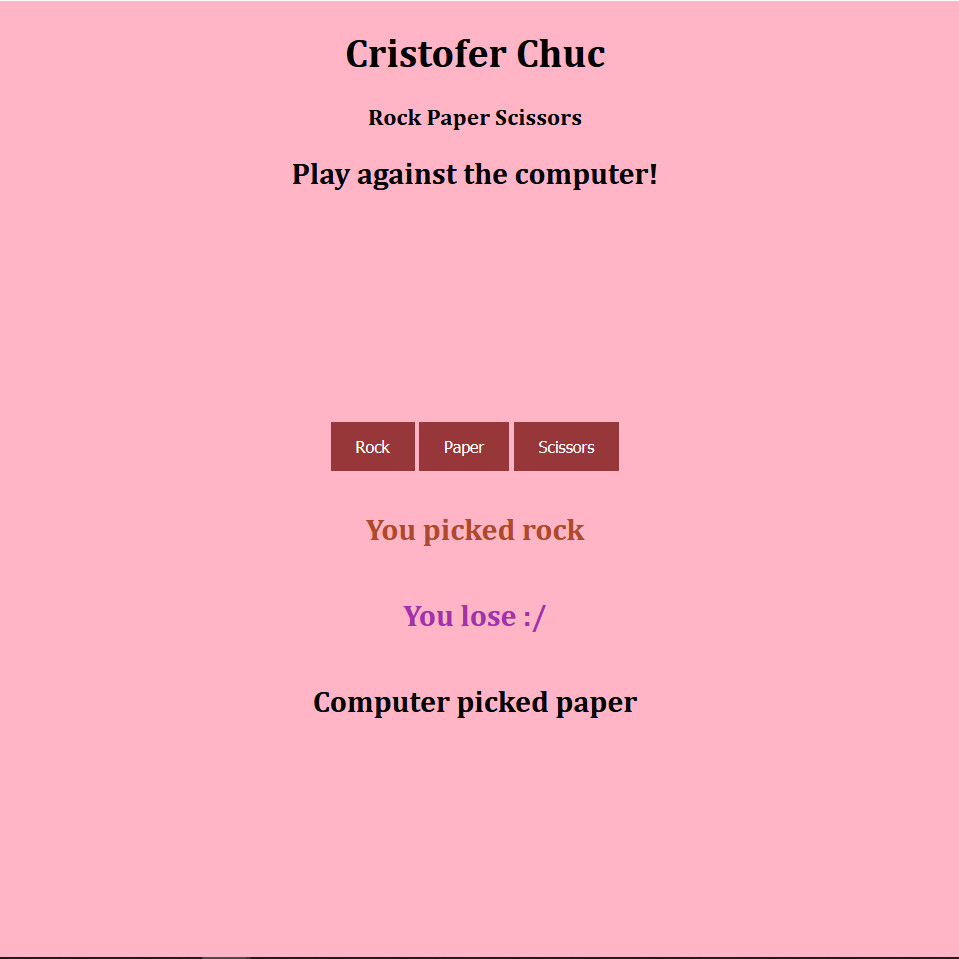 Cristofer Chuc
Rock Paper Scissors
Play against the computer!
Rock Paper Scissors
You picked rock
You lose :/
Computer picked paper